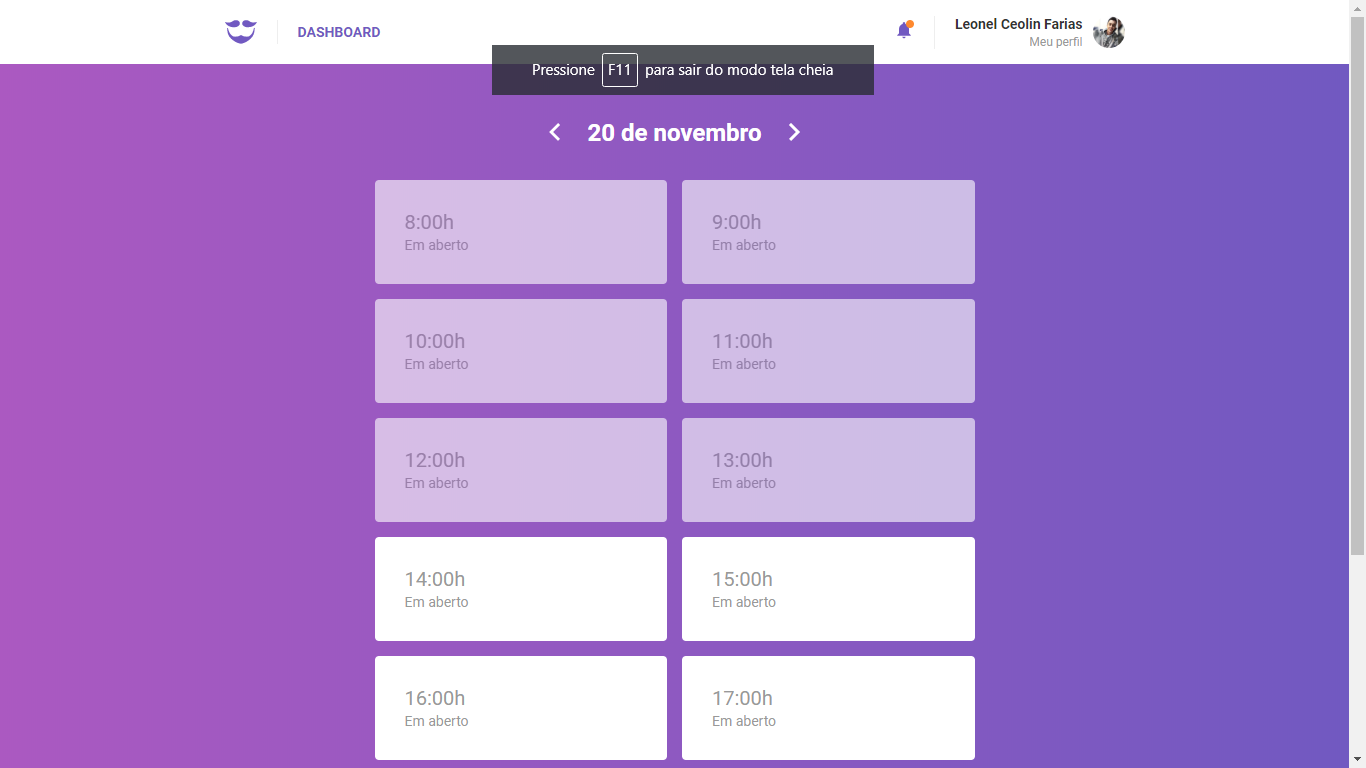 DASHBOARD
Leonel Ceolin Farias
Meu perfil
Pressione F11 para sair do modo tela cheia
20 de novembro
8:00h
Em aberto
9:00h
Em aberto
10:00h
Em aberto
11:00h
Em aberto
12:00h
Em aberto
13:00h
Em aberto
14:00h
Em aberto
15:00h
Em aberto
16:00h
Em aberto
17:00h
Em aberto